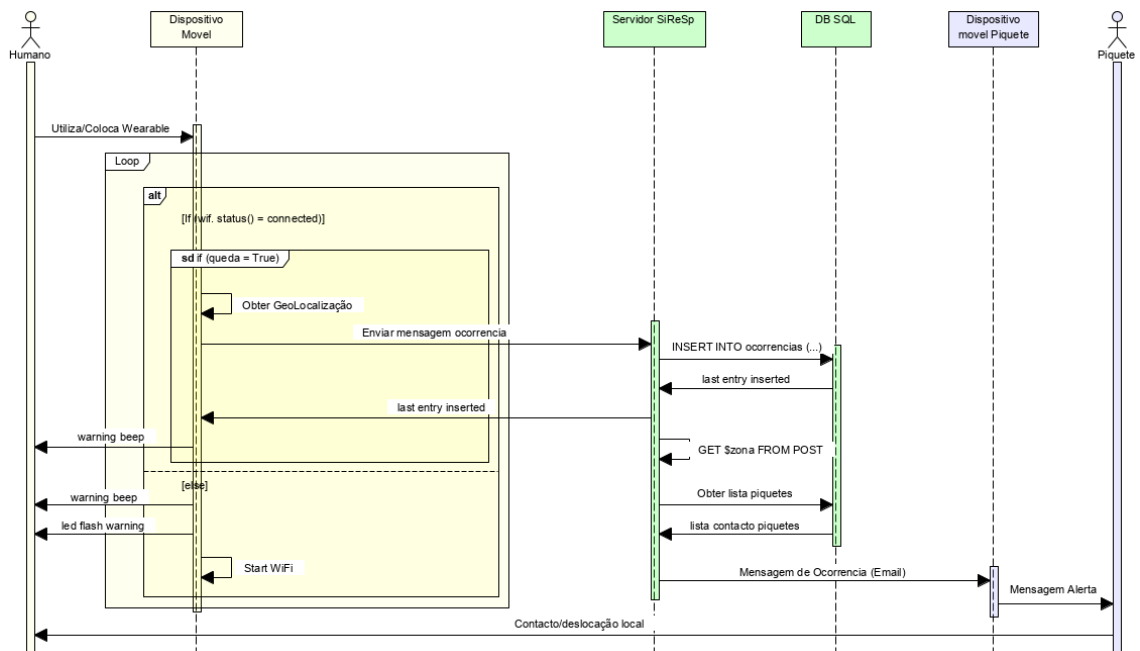 Dispositivo
Movel
Servidor SiReSp
DB SQL
Dispositivo
movel Piquete
Humano
Piquete
Utiliza/Coloca Wearable
Loop
alt
[If (wif. status() = connected)]
sd if (queda = True)
Obter GeoLocalização
Enviar mensagem ocorrencia
INSERT INTO ocorrencias (...)
last entry inserted
last entry inserted
warning beep
GET $zona FROM POST
[else]
warning beep
Obter lista piquetes
led flash warning
lista contacto piquetes
Start WiFi
Mensagem de Ocorrencia (Email)
Mensagem Alerta
Contacto/deslocação local